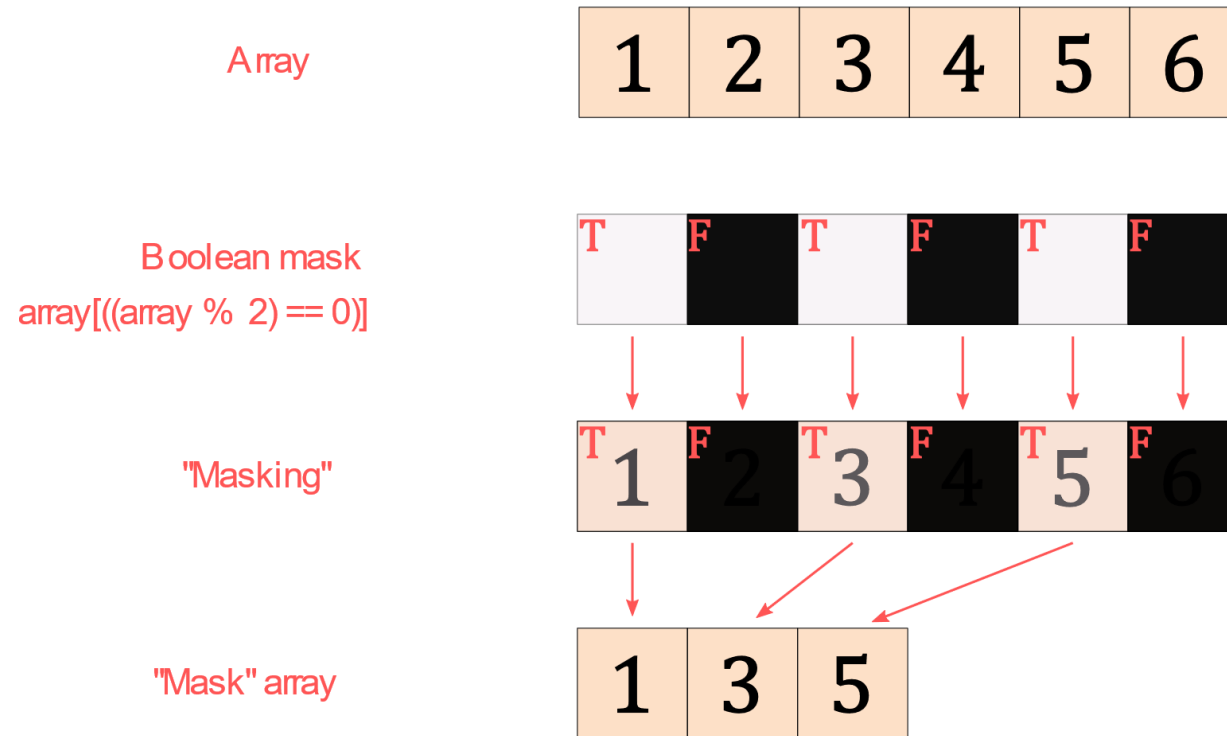 Array
1 2 3 4 5 6
Boolean mask
array[((array % 2) == 0)]
T F T F T F
"Masking"
T F T F T F
1 2 3 4 5 6
"Mask" array
1 3 5